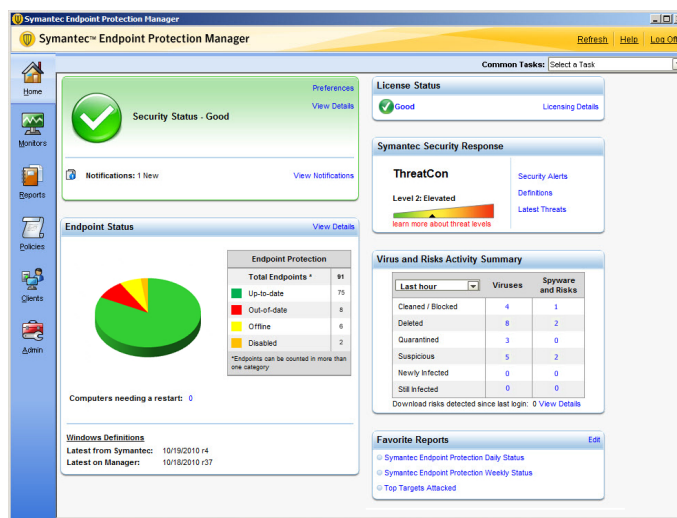 Symantec Endpoint Protection Manager
Symantec™ Endpoint Protection Manager
Refresh Help Log Off
Common Tasks: Select a Task
Home
Monitors
Reports
Policies
Clients
Admin
Preferences
View Details
Security Status - Good
Notifications: 1 New
View Notifications
Endpoint Status
View Details
Endpoint Protection
Total Endpoints * 91
Up-to-date 75
Out-of-date 8
Offline 6
Disabled 2
*Endpoints can be counted in more than
one category
Computers needing a restart: 0
Windows Definitions
Latest from Symantec: 10/19/2010 r4
Latest on Manager: 10/18/2010 r37
License Status
Good
Licensing Details
Symantec Security Response
ThreatCon
Level 2: Elevated
learn more about threat levels
Security Alerts
Definitions
Latest Threats
Virus and Risks Activity Summary
Last hour Viruses Spyware
and Risks
Cleaned / Blocked 4 1
Deleted 8 2
Quarantined 3 0
Suspicious 5 2
Newly Infected 0 0
Still Infected 0 0
Download risks detected since last login: 0 View Details
Favorite Reports
Edit
Symantec Endpoint Protection Daily Status
Symantec Endpoint Protection Weekly Status
Top Targets Attacked